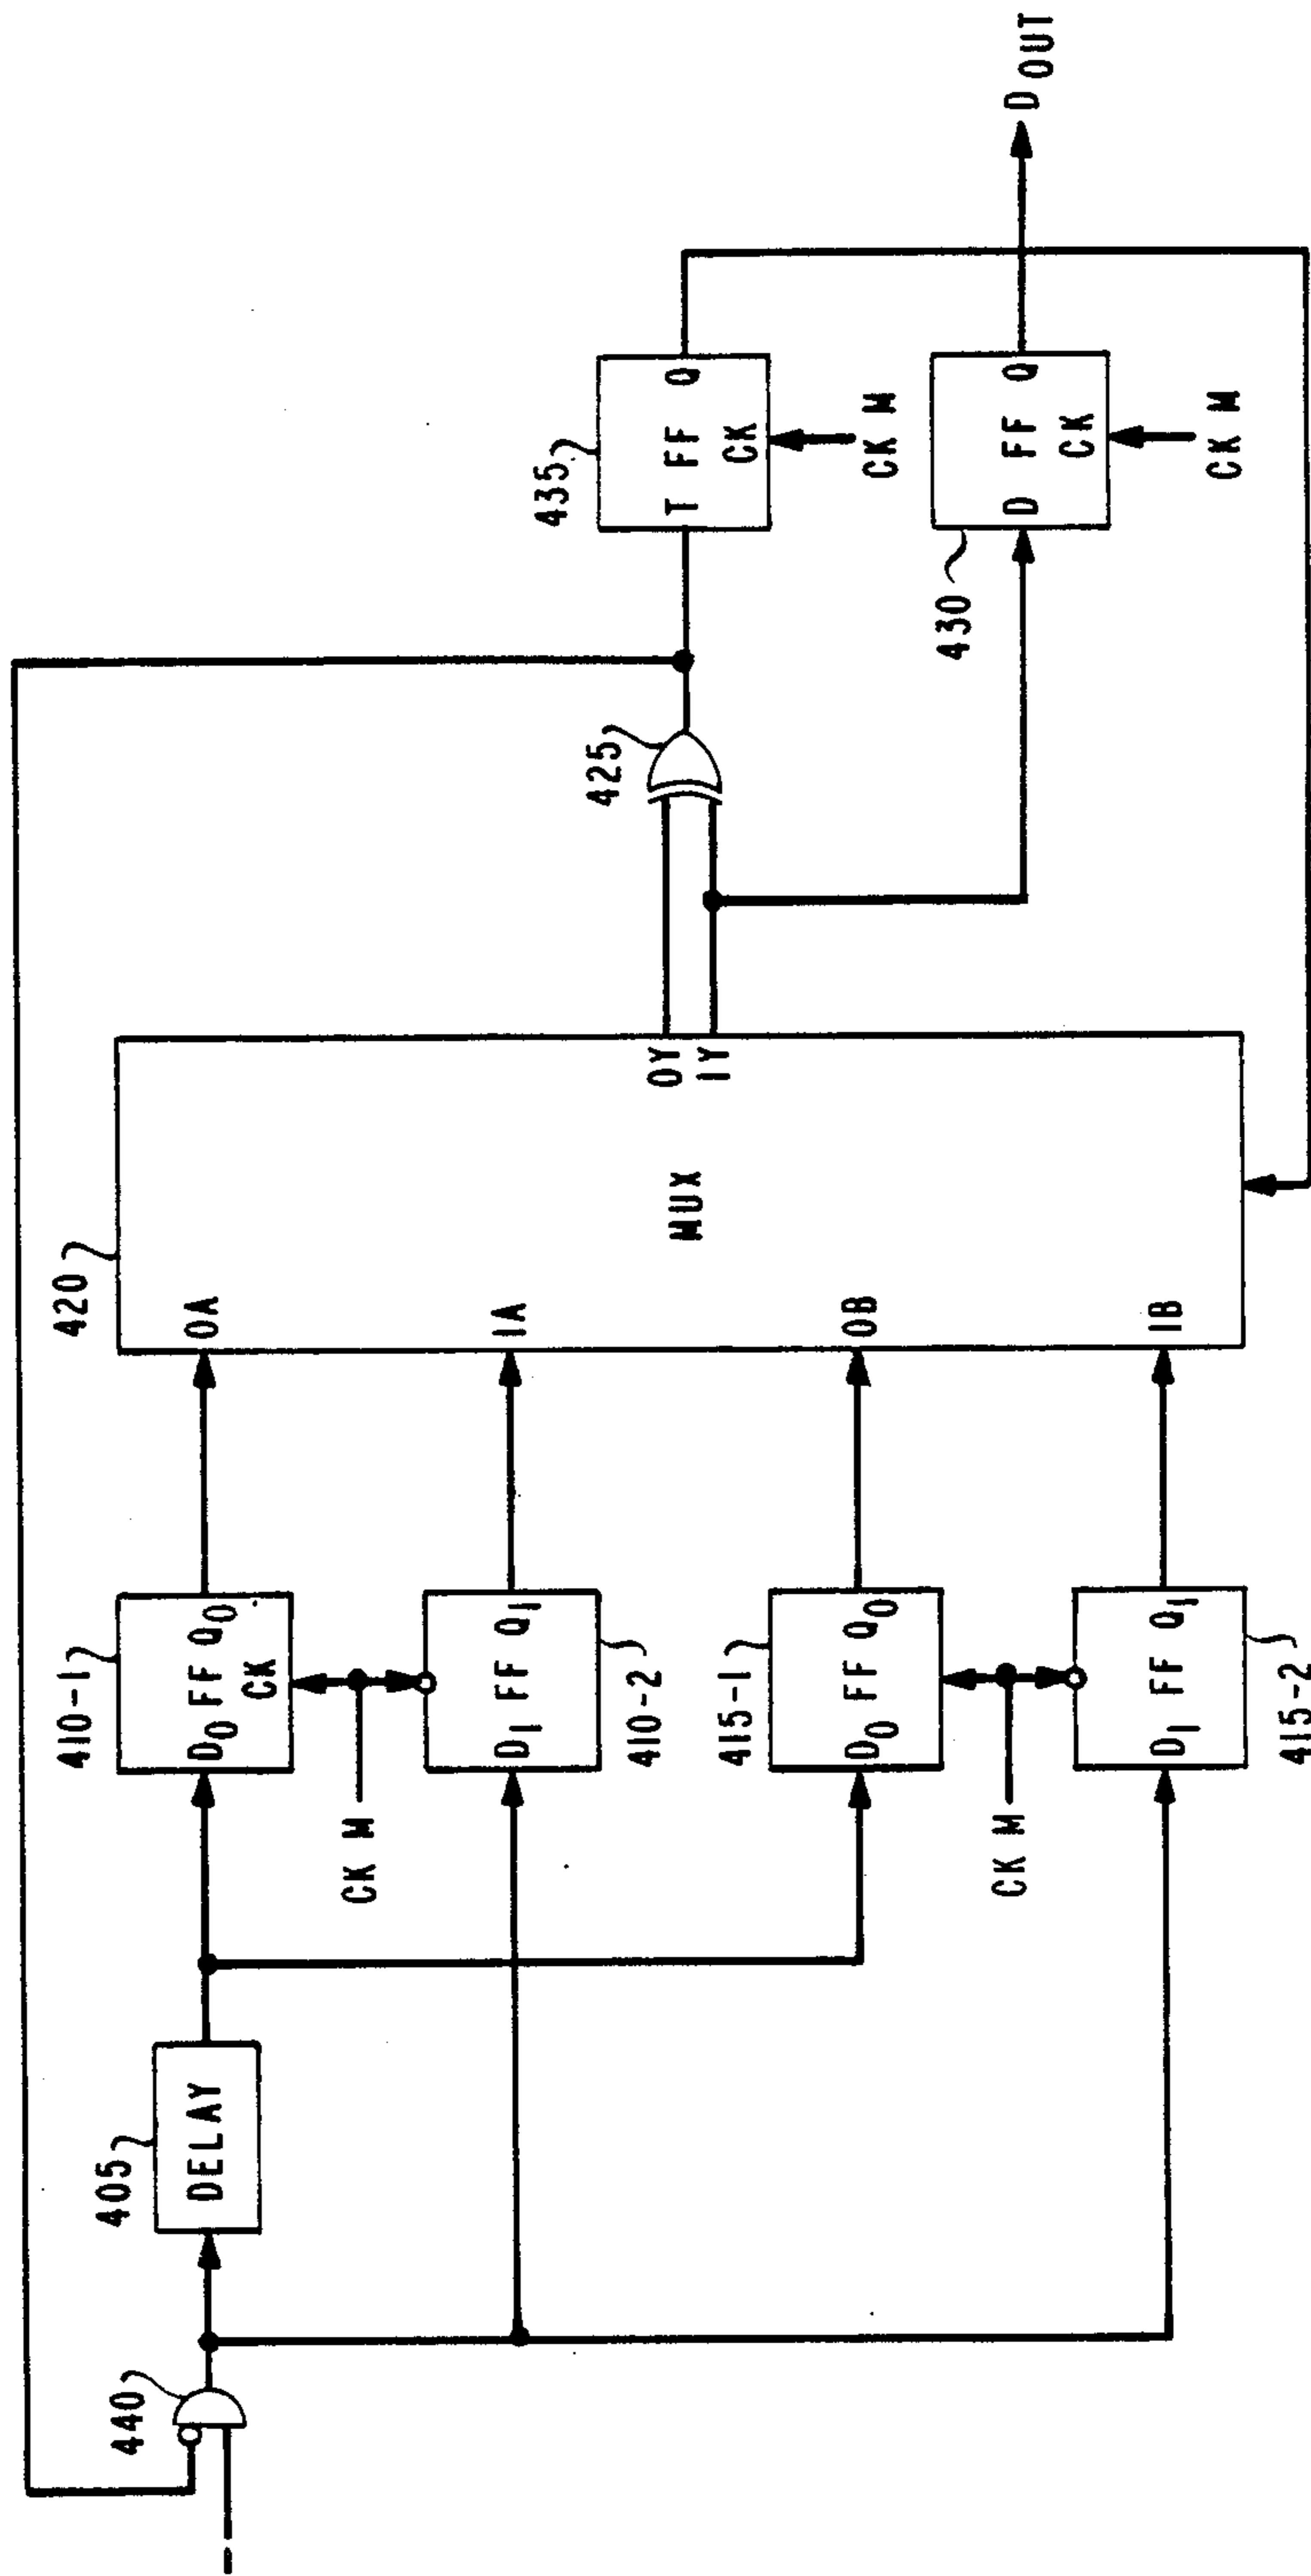 440
405
DELAY
410-1
D0 FF Q0
CK
CK M
D1 FF Q1
410-2
415-1
D0 FF Q0
CK M
D1 FF Q1
415-2
420
0A
1A
0B
1B
MUX
0Y
1Y
425
435
T FF Q
CK
CK M
430
D FF Q
CK
CK M
D OUT